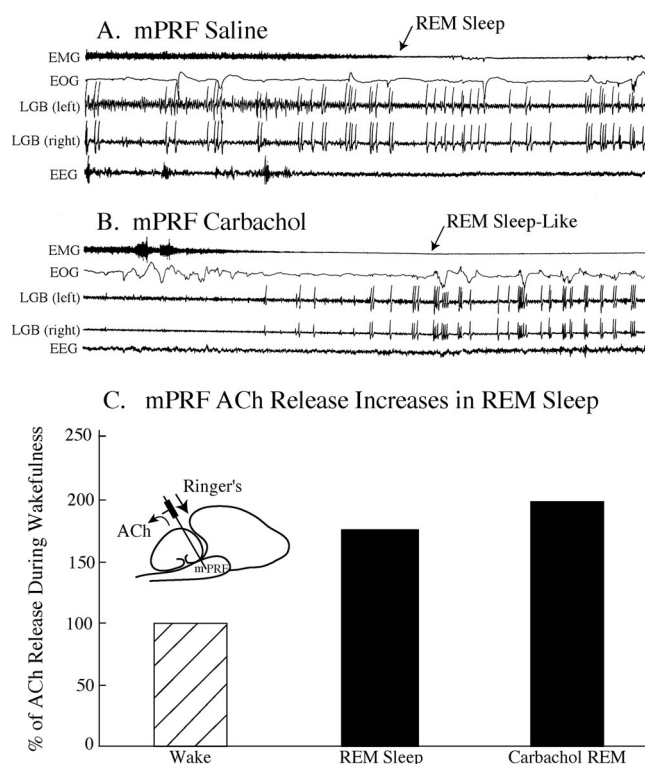 A. mPRF Saline
REM Sleep
EMG
EOG
LGB (left)
LGB (right)
EEG
B. mPRF Carbachol
REM Sleep-Like
EMG
EOG
LGB (left)
LGB (right)
EEG
C. mPRF ACh Release Increases in REM Sleep
% of ACh Release During Wakefulness
250
200
150
100
50
0
Ringer's
ACh
mPRF
Wake
REM Sleep
Carbachol REM